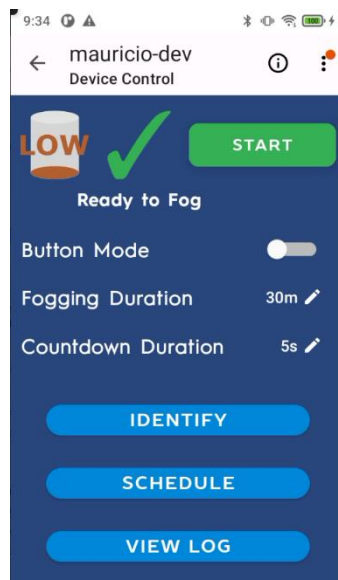 9:34
100
mauricio-dev
Device Control
LOW
START
Ready to Fog
Button Mode
Fogging Duration 30m
Countdown Duration 5s
IDENTIFY
SCHEDULE
VIEW LOG